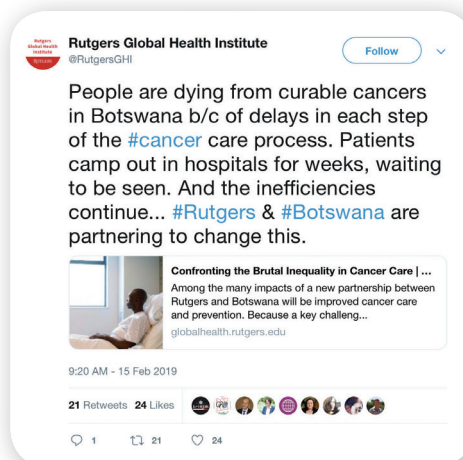 Rutgers
Global Health
Institute
Rutgers Global Health Institute
@RutgersGHI
Follow
People are dying from curable cancers
in Botswana b/c of delays in each step
of the #cancer care process. Patients
camp out in hospitals for weeks, waiting
to be seen. And the inefficiencies
continue... #Rutgers & #Botswana are
partnering to change this.
Confronting the Brutal Inequality in Cancer Care | ...
Among the many impacts of a new partnership between
Rutgers and Botswana will be improved cancer care
and prevention. Because a key challeng...
globalhealth.rutgers.edu
9:20 AM - 15 Feb 2019
21 Retweets 24 Likes
1 21 24